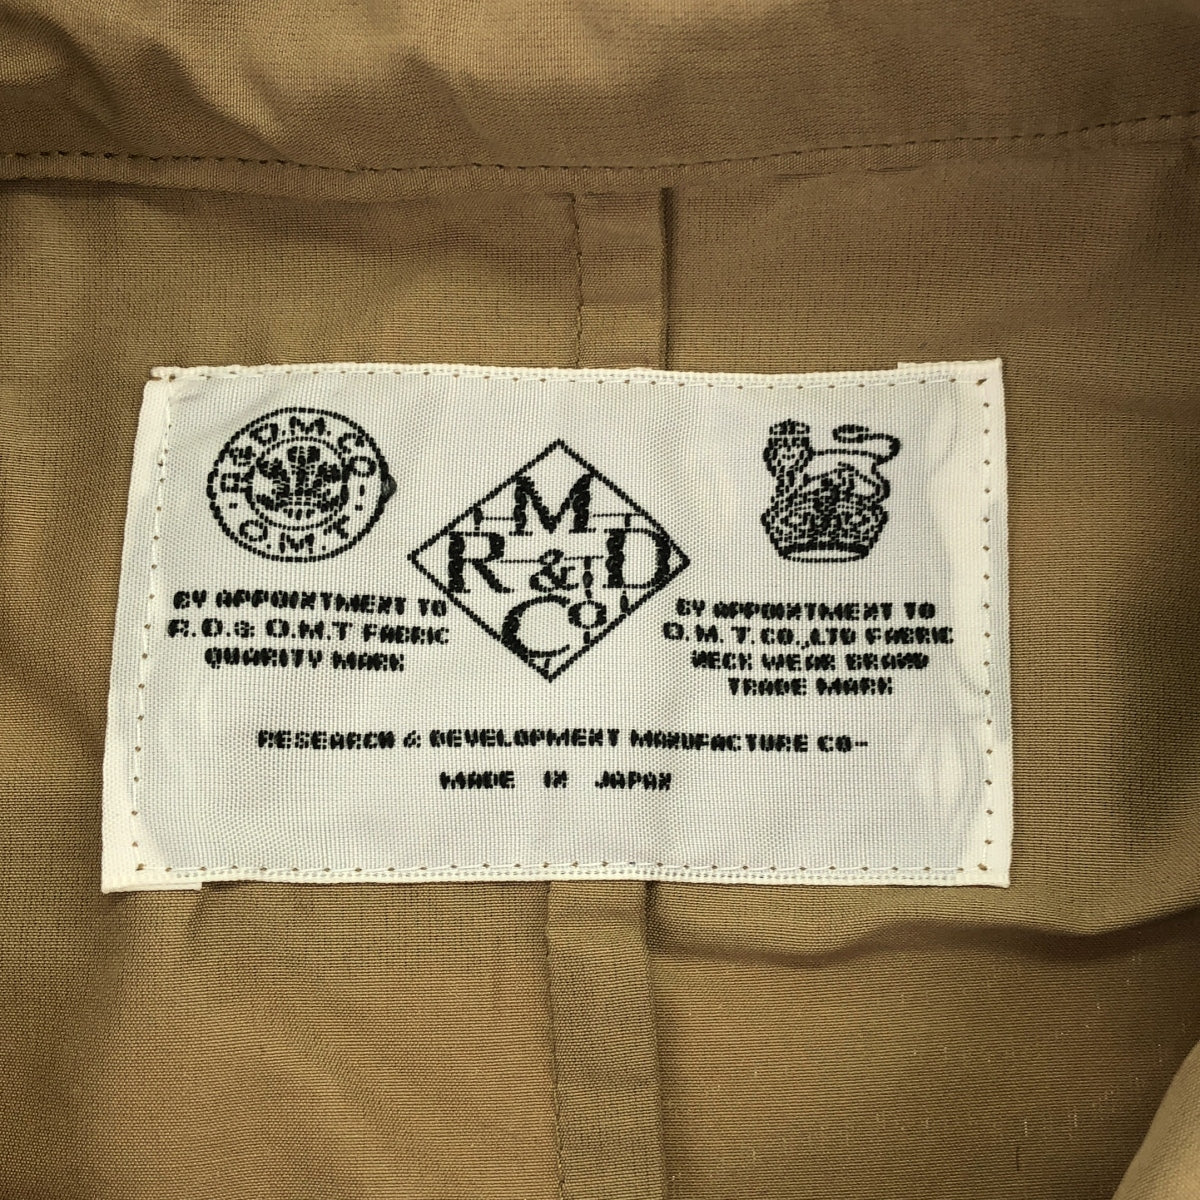 R&D.M.CO-
O.M.T.
M
R & D
Co
BY APPOINTMENT TO
R.D.& O.M.T FABRIC
QUARITY MARK
BY APPOINTMENT TO
O.M.T.CO.,LTD FABRIC
NECK WEAR BRAND
TRADE MARK
RESEARCH & DEVELOPMENT MANUFACTURE CO-
MADE IN JAPAN